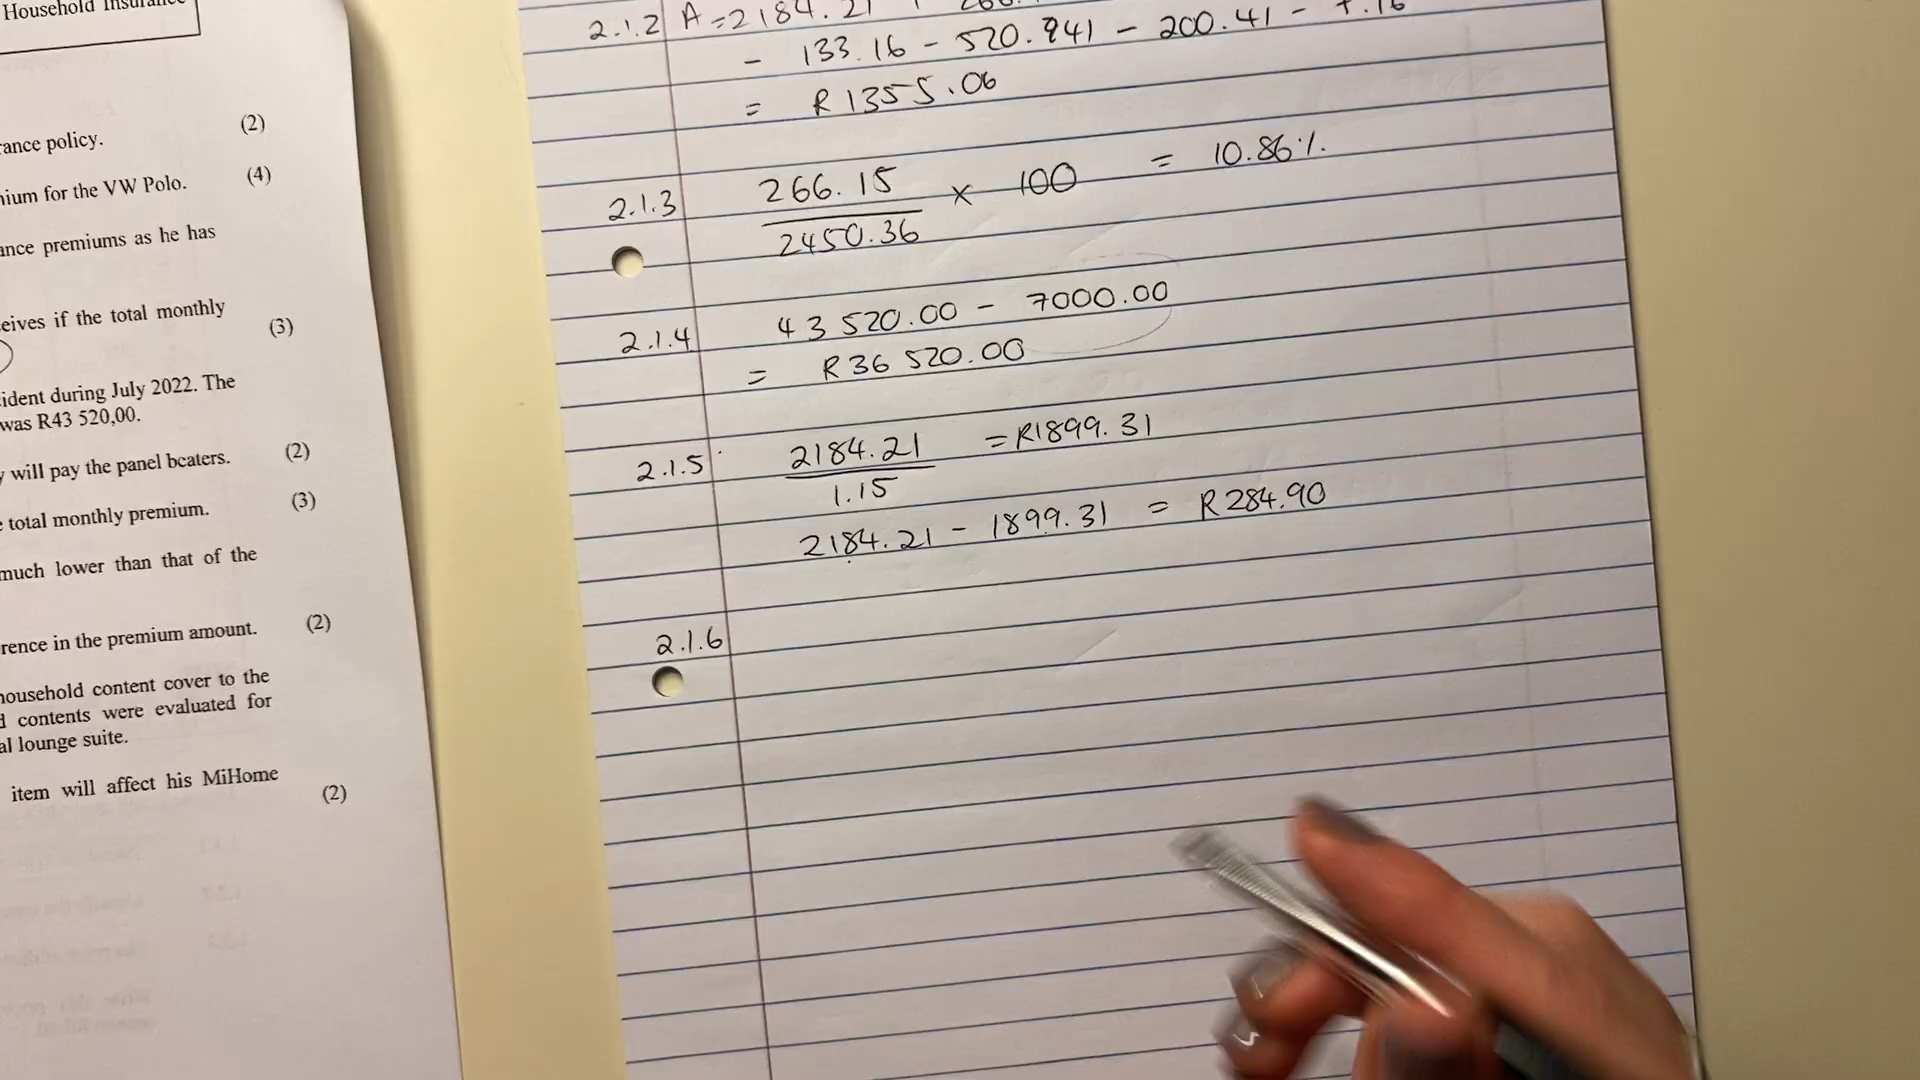 Household Insurance
ance policy. (2)
nium for the VW Polo. (4)
ance premiums as he has
eives if the total monthly
(3)
ident during July 2022. The
was R43 520,00.
y will pay the panel beaters. (2)
total monthly premium. (3)
much lower than that of the
rence in the premium amount. (2)
household content cover to the
d contents were evaluated for
al lounge suite.
item will affect his MiHome
(2)
2.1.2 A = 2184.21
- 133.16 - 520.941 - 200.41 - 7.16
= R1355.06
2.1.3 266.15 × 100 = 10.86%
2450.36
2.1.4 43 520.00 - 7000.00
= R36 520.00
2.1.5 2184.21 = R1899.31
1.15
2184.21 - 1899.31 = R284.90
2.1.6